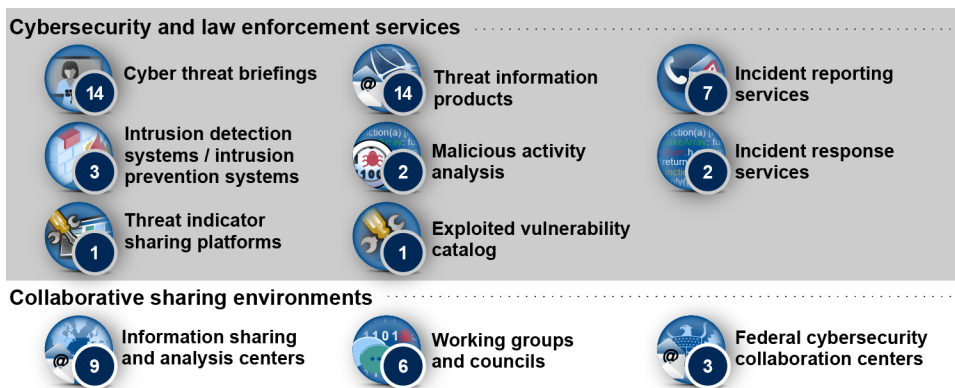 Cybersecurity and law enforcement services
14
Cyber threat briefings
14
Threat information
products
7
Incident reporting
services
3
Intrusion detection
systems / intrusion
prevention systems
2
Malicious activity
analysis
2
Incident response
services
1
Threat indicator
sharing platforms
1
Exploited vulnerability
catalog
Collaborative sharing environments
9
Information sharing
and analysis centers
6
Working groups
and councils
3
Federal cybersecurity
collaboration centers